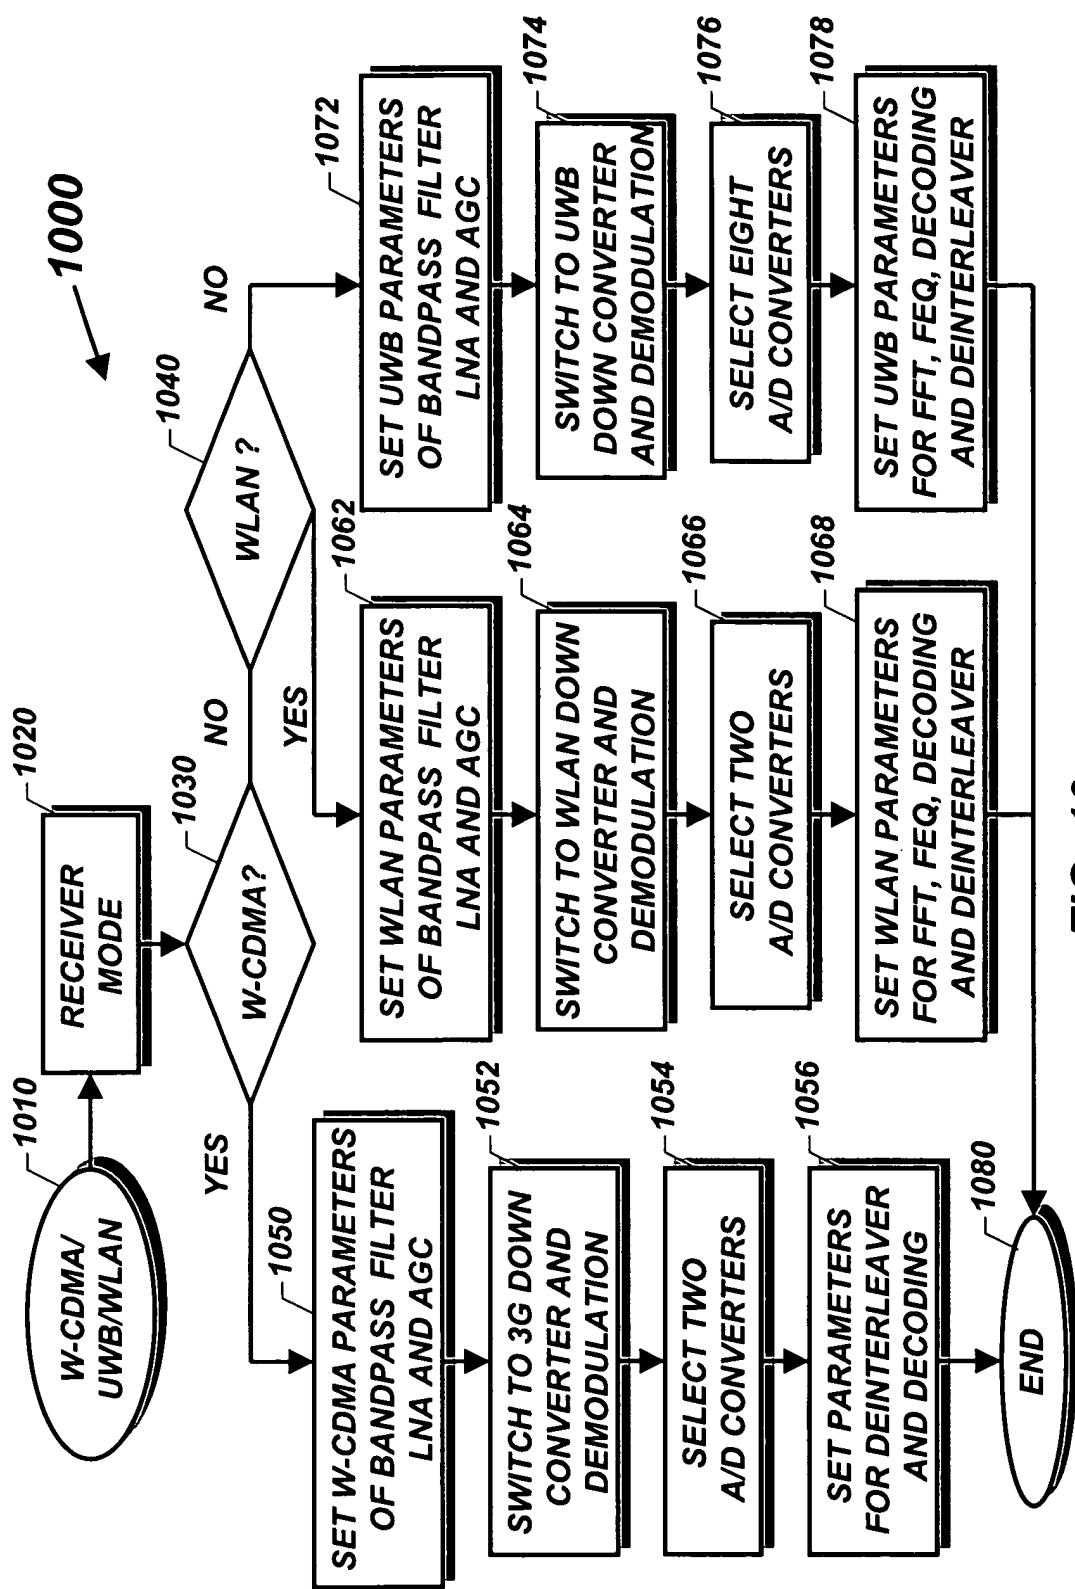 1000
1010
W-CDMA/
UWB/WLAN
1020
RECEIVER
MODE
1030
W-CDMA?
YES
NO
1040
WLAN ?
YES
NO
1050
SET W-CDMA PARAMETERS
OF BANDPASS FILTER
LNA AND AGC
1052
SWITCH TO 3G DOWN
CONVERTER AND
DEMODULATION
1054
SELECT TWO
A/D CONVERTERS
1056
SET PARAMETERS
FOR DEINTERLEAVER
AND DECODING
1062
SET WLAN PARAMETERS
OF BANDPASS FILTER
LNA AND AGC
1064
SWITCH TO WLAN DOWN
CONVERTER AND
DEMODULATION
1066
SELECT TWO
A/D CONVERTERS
1068
SET WLAN PARAMETERS
FOR FFT, FEQ, DECODING
AND DEINTERLEAVER
1072
SET UWB PARAMETERS
OF BANDPASS FILTER
LNA AND AGC
1074
SWITCH TO UWB
DOWN CONVERTER
AND DEMODULATION
1076
SELECT EIGHT
A/D CONVERTERS
1078
SET UWB PARAMETERS
FOR FFT, FEQ, DECODING
AND DEINTERLEAVER
1080
END